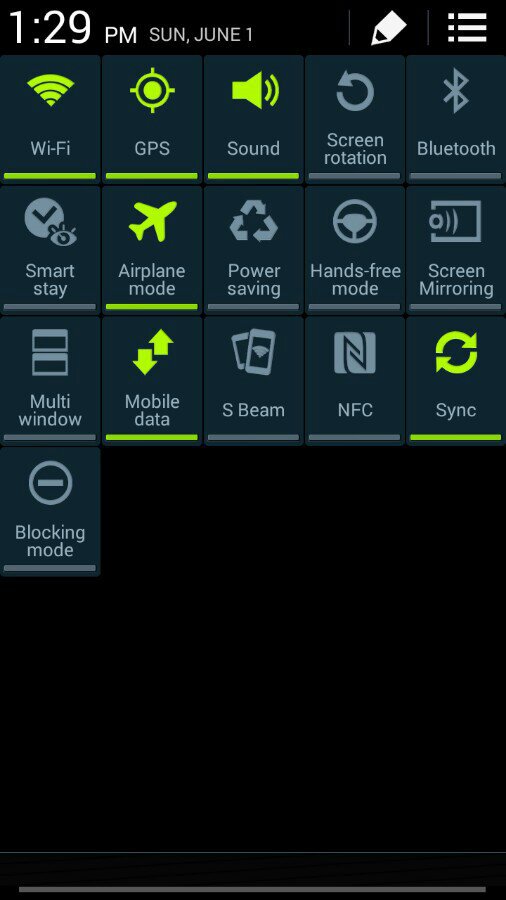 1:29 PM SUN, JUNE 1
Wi-Fi
GPS
Sound
Screen
rotation
Bluetooth
Smart
stay
Airplane
mode
Power
saving
Hands-free
mode
Screen
Mirroring
Multi
window
Mobile
data
S Beam
NFC
Sync
Blocking
mode